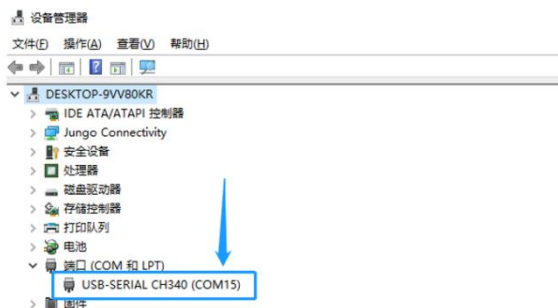 设备管理器
文件(F) 操作(A) 查看(V) 帮助(H)
DESKTOP-9VV80KR
IDE ATA/ATAPI 控制器
Jungo Connectivity
安全设备
处理器
磁盘驱动器
存储控制器
打印队列
电池
端口 (COM 和 LPT)
USB-SERIAL CH340 (COM15)
固件